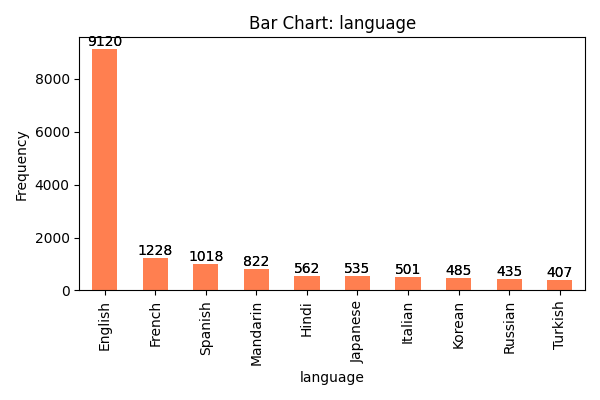 Bar Chart: language
9120
1228
1018
822
562
535
501
485
435
407
Frequency
8000
6000
4000
2000
0
English
French
Spanish
Mandarin
Hindi
Japanese
Italian
Korean
Russian
Turkish
language